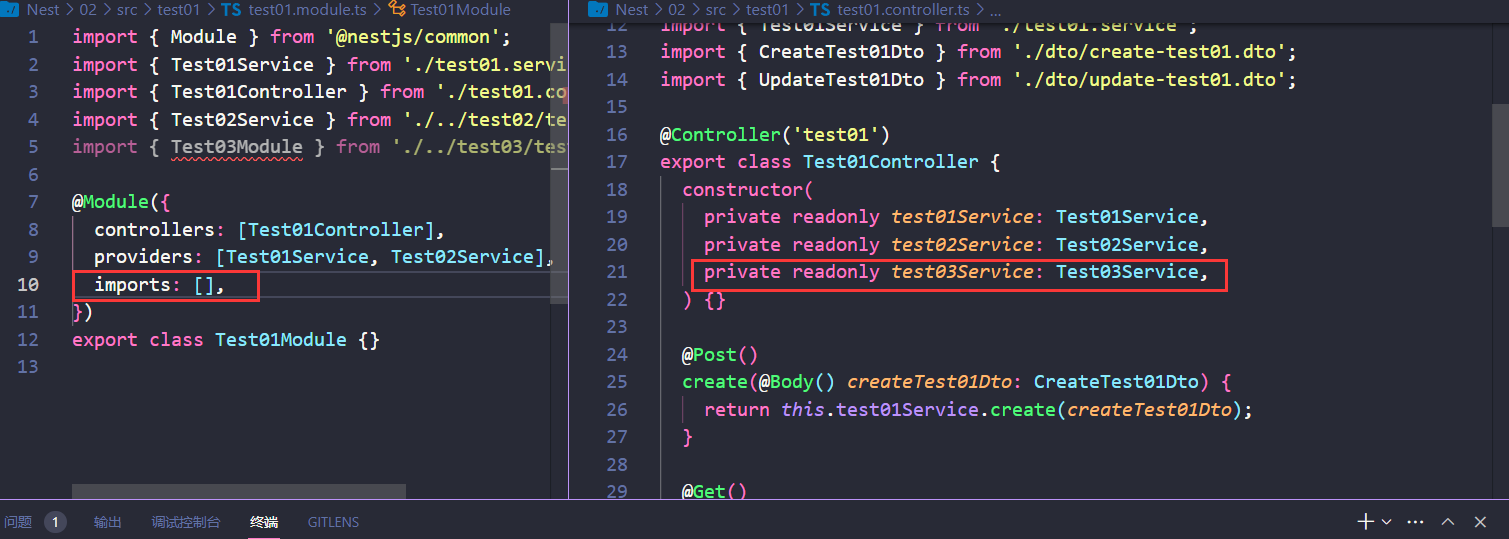 Nest > 02 > src > test01 > TS test01.module.ts > Test01Module
1 import { Module } from '@nestjs/common';
2 import { Test01Service } from './test01.servi
3 import { Test01Controller } from './test01.co
4 import { Test02Service } from './../test02/te
5 import { Test03Module } from './../test03/tes
6
7 @Module({
8 controllers: [Test01Controller],
9 providers: [Test01Service, Test02Service],
10 imports: [],
11 })
12 export class Test01Module {}
13
Nest > 02 > src > test01 > TS test01.controller.ts > ...
12 import { Test01Service } from './test01.service';
13 import { CreateTest01Dto } from './dto/create-test01.dto';
14 import { UpdateTest01Dto } from './dto/update-test01.dto';
15
16 @Controller('test01')
17 export class Test01Controller {
18 constructor(
19 private readonly test01Service: Test01Service,
20 private readonly test02Service: Test02Service,
21 private readonly test03Service: Test03Service,
22 ) {}
23
24 @Post()
25 create(@Body() createTest01Dto: CreateTest01Dto) {
26 return this.test01Service.create(createTest01Dto);
27 }
28
29 @Get()
问题 1 输出 调试控制台 终端 GITLENS